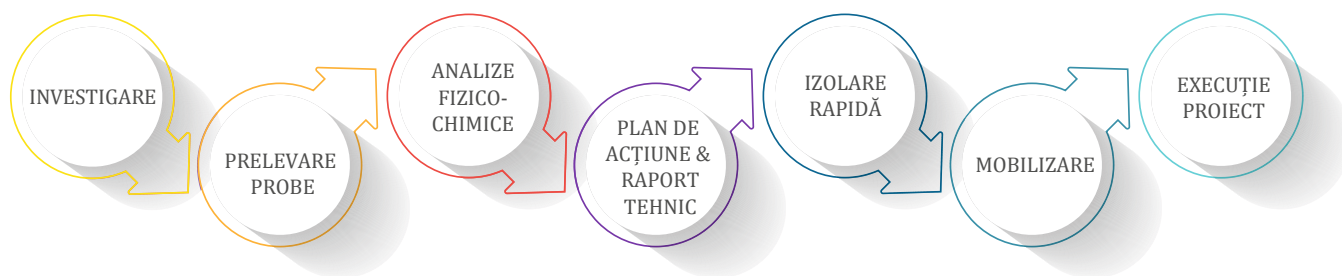 INVESTIGARE
PRELEVARE
PROBE
ANALIZE
FIZICO-
CHIMICE
PLAN DE
ACȚIUNE &
RAPORT
TEHNIC
IZOLARE
RAPIDĂ
MOBILIZARE
EXECUȚIE
PROIECT